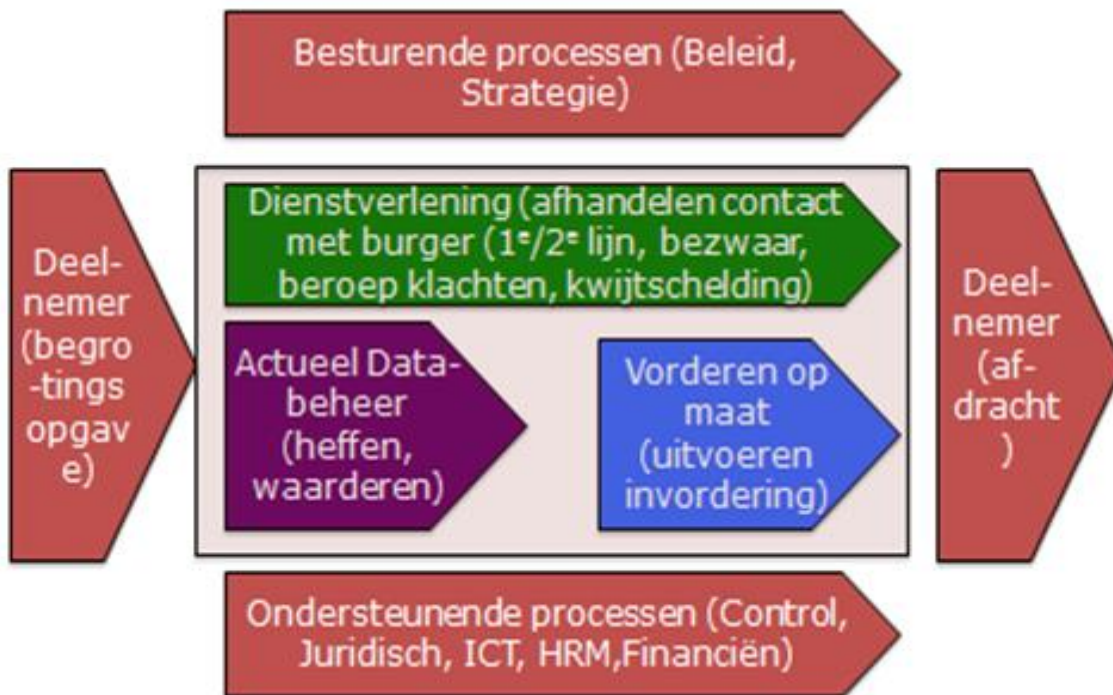 Besturende processen (Beleid,
Strategie)
Deel-
nemer
(begro
-tings
opgav
e)
Dienstverlening (afhandelen contact
met burger (1e/2e lijn, bezwaar,
beroep klachten, kwijtschelding)
Actueel Data-
beheer
(heffen,
waarderen)
Vorderen op
maat
(uitvoeren
invordering)
Deel-
nemer
(af-
dracht
)
Ondersteunende processen (Control,
Juridisch, ICT, HRM,Financiën)